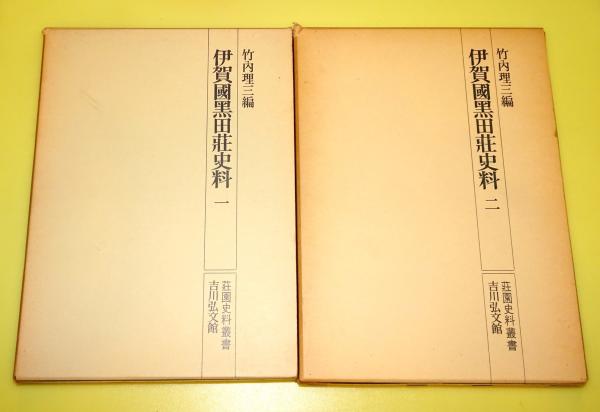 竹内理三編
伊賀國黑田莊史料 一
莊園史料叢書
吉川弘文館
竹内理三編
伊賀國黑田莊史料 二
莊園史料叢書
吉川弘文館